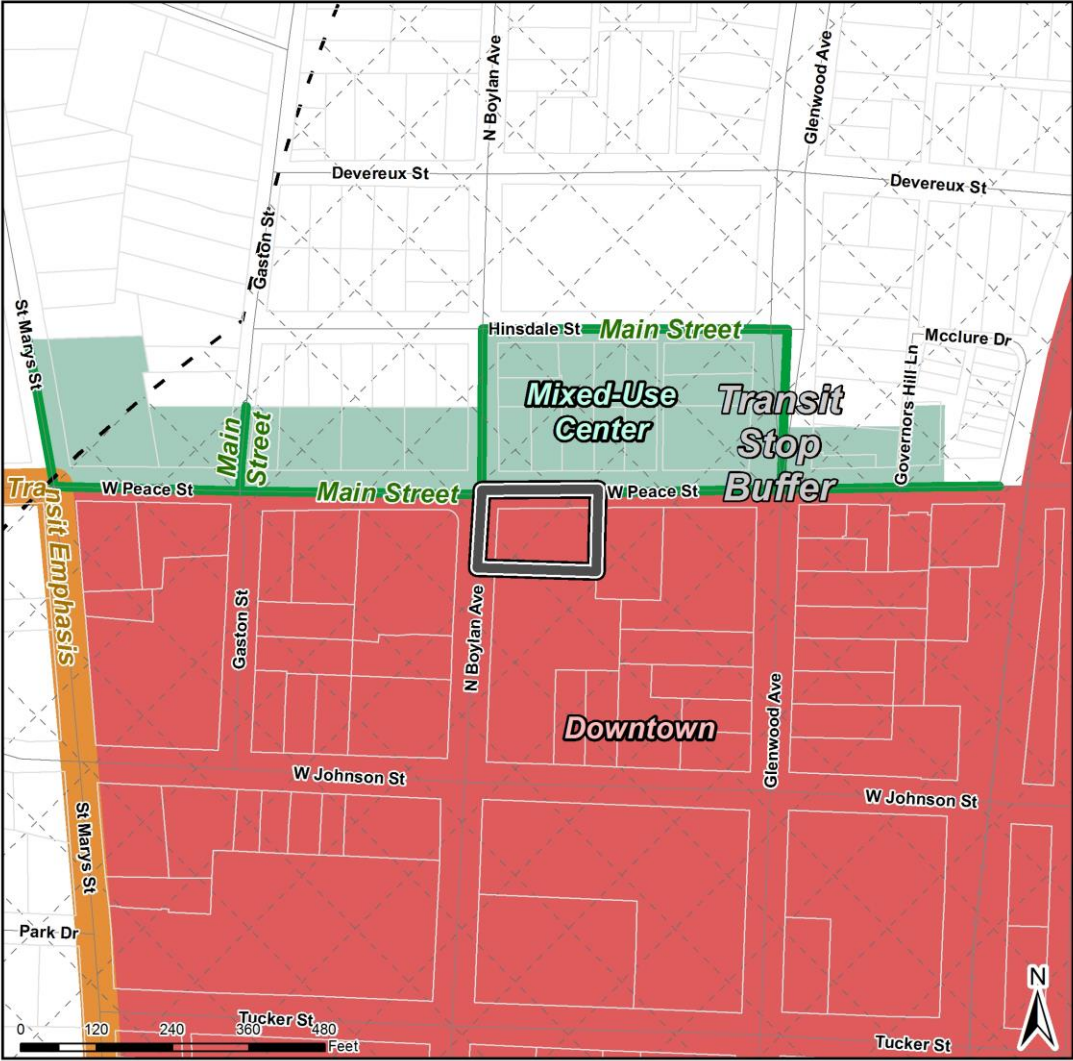 N Boylan Ave
Glenwood Ave
Devereux St
Devereux St
Gaston St
St Marys St
Hinsdale St
Main Street
Mcclure Dr
Governors Hill Ln
Mixed-Use
Center
Transit
Stop
Buffer
Main
Street
W Peace St
Main Street
W Peace St
Transit Emphasis
Gaston St
N Boylan Ave
Glenwood Ave
Downtown
W Johnson St
W Johnson St
St Marys St
Park Dr
Tucker St
Tucker St
N
0 120 240 360 480
Feet